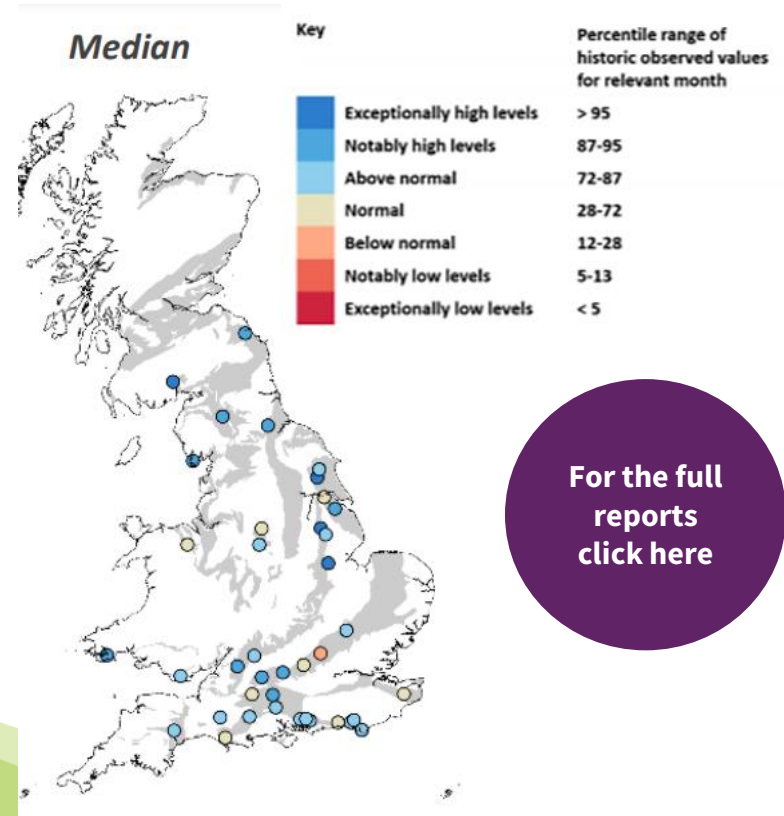 Median
Key
Percentile range of
historic observed values
for relevant month
Exceptionally high levels > 95
Notably high levels 87-95
Above normal 72-87
Normal 28-72
Below normal 12-28
Notably low levels 5-13
Exceptionally low levels < 5
For the full
reports
click here